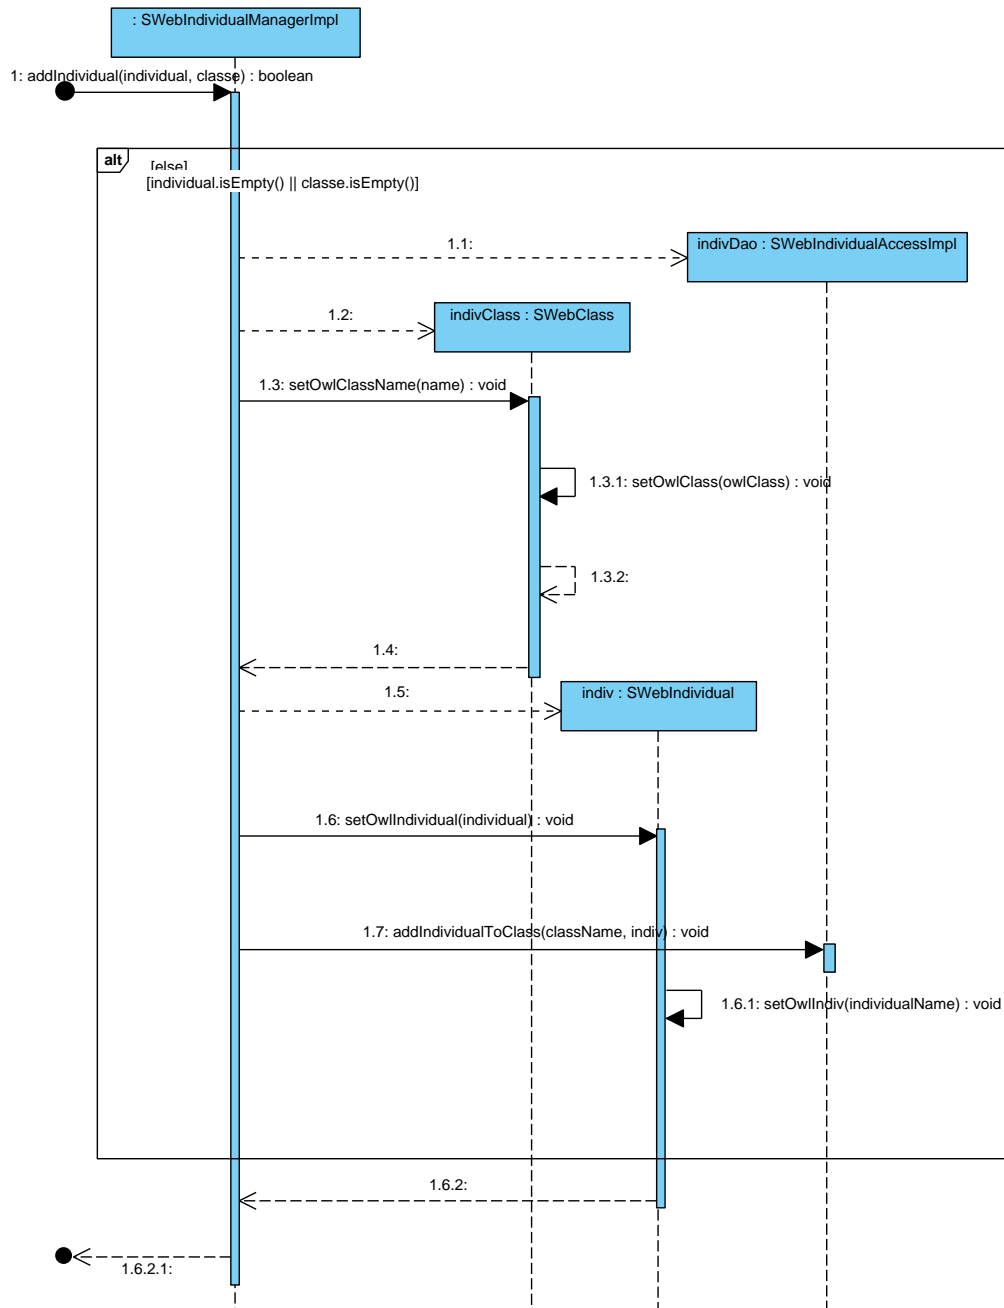 : SWebIndividualManagerImpl
1: addIndividual(individual, classe) : boolean
alt
[else]
[individual.isEmpty() || classe.isEmpty()]
1.1:
indivDao : SWebIndividualAccessImpl
1.2:
indivClass : SWebClass
1.3: setOwlClassName(name) : void
1.3.1: setOwlClass(owlClass) : void
1.3.2:
1.4:
1.5:
indiv : SWebIndividual
1.6: setOwlIndividual(individual) : void
1.7: addIndividualToClass(className, indiv) : void
1.6.1: setOwlIndiv(individualName) : void
1.6.2:
1.6.2.1: